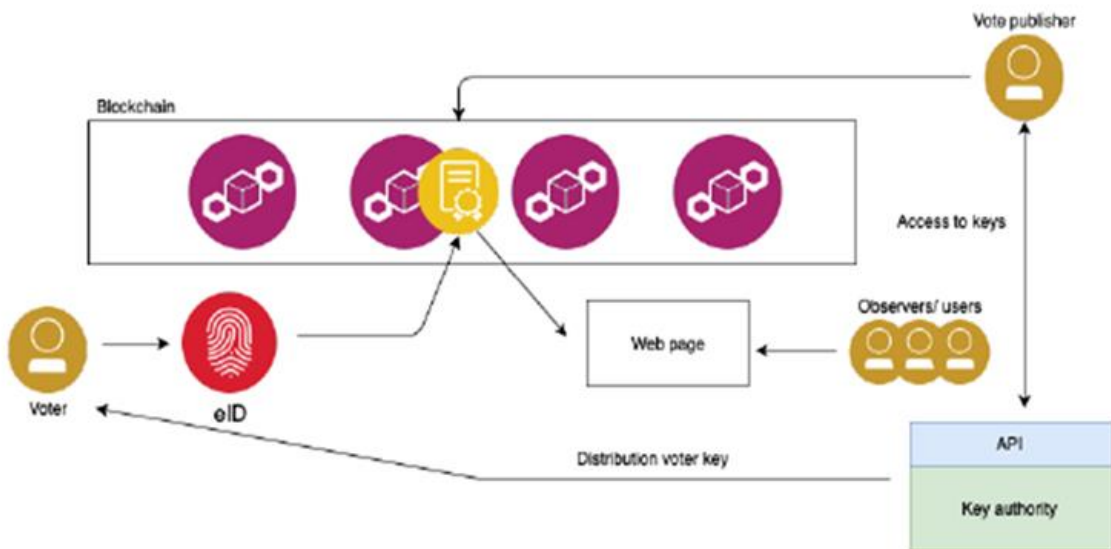 Vote publisher
Blockchain
Access to keys
Observers/ users
Web page
Voter
eID
API
Distribution voter key
Key authority